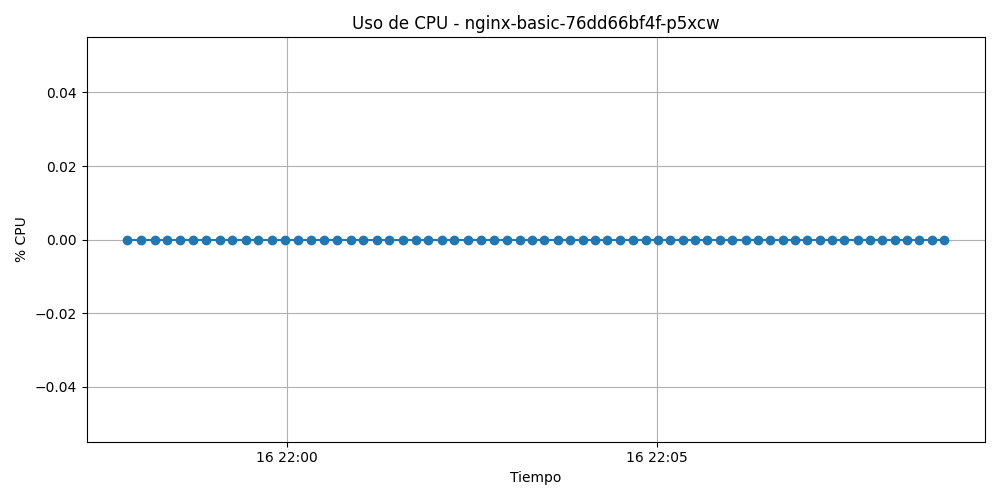 Uso de CPU - nginx-basic-76dd66bf4f-p5xcw
% CPU
0.04
0.02
0.00
−0.02
−0.04
16 22:00
16 22:05
Tiempo